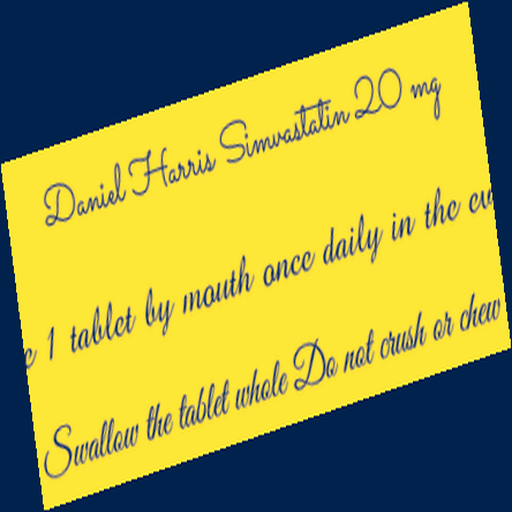 Daniel Harris Simvastatin 20 mg
1 tablet by mouth once daily in the
Swallow the tablet whole Do not crush or chew